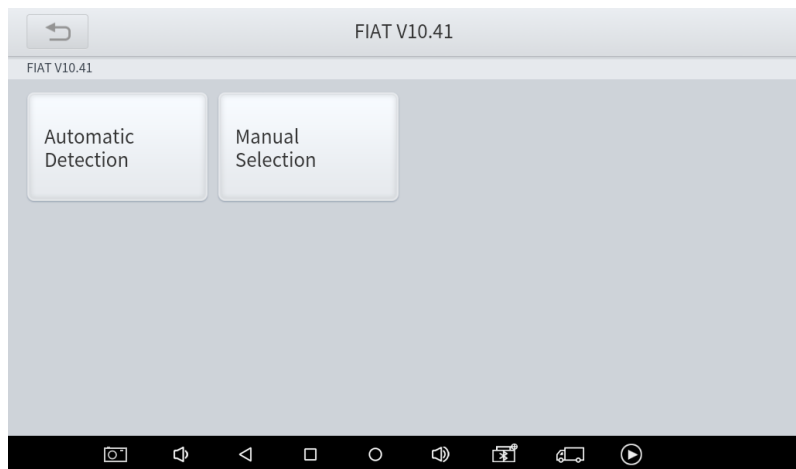 FIAT V10.41
FIAT V10.41
Automatic
Detection
Manual
Selection